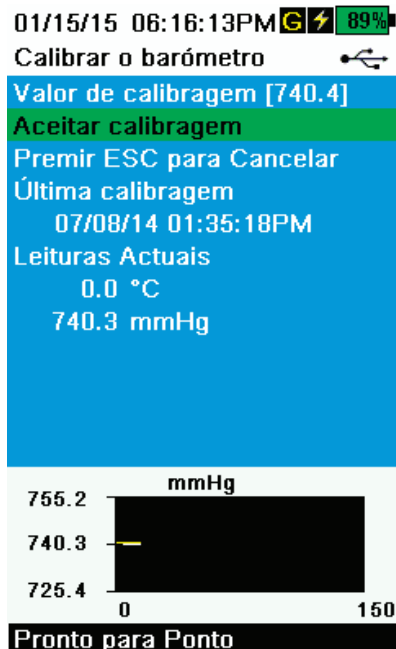 01/15/15 06:16:13PM G 89%
Calibrar o barómetro
Valor de calibragem [740.4]
Aceitar calibragem
Premir ESC para Cancelar
Última calibragem
07/08/14 01:35:18PM
Leituras Actuais
0.0 °C
740.3 mmHg
mmHg
755.2
740.3
725.4
0 150
Pronto para Ponto